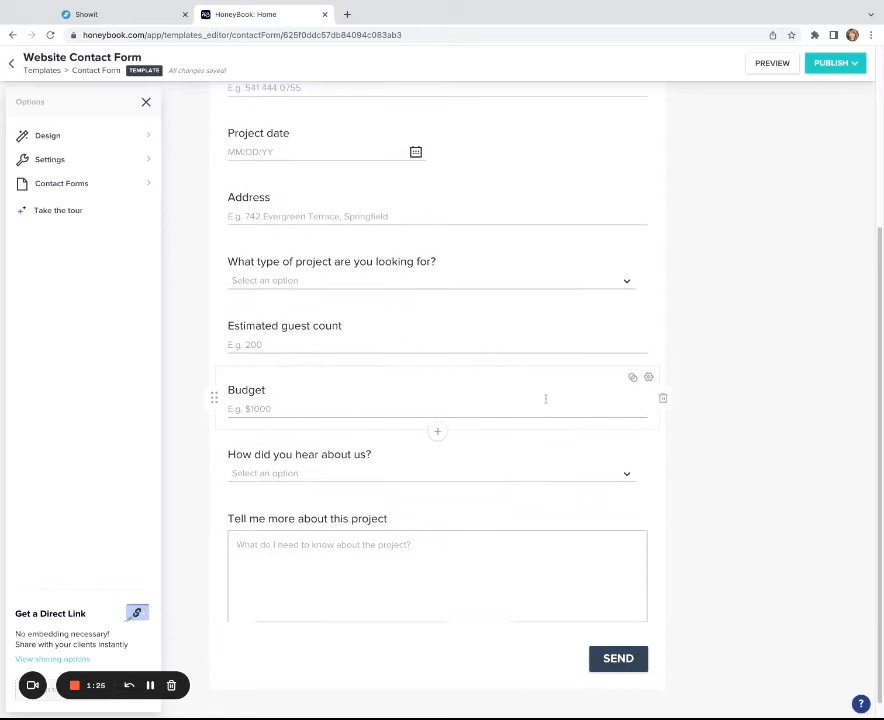 Showit
HoneyBook: Home
honeybook.com/app/templates_editor/contactForm/625f0ddc57db84094c083ab3
Website Contact Form
Templates > Contact Form TEMPLATE All changes saved!
PREVIEW
PUBLISH
Options
Design
Settings
Contact Forms
Take the tour
E.g. 541 444 0755
Project date
MM/DD/YY
Address
E.g. 742 Evergreen Terrace, Springfield
What type of project are you looking for?
Select an option
Estimated guest count
E.g. 200
Budget
E.g. $1000
How did you hear about us?
Select an option
Tell me more about this project
What do I need to know about the project?
SEND
Get a Direct Link
No embedding necessary!
Share with your clients instantly
View sharing options
1:25
?